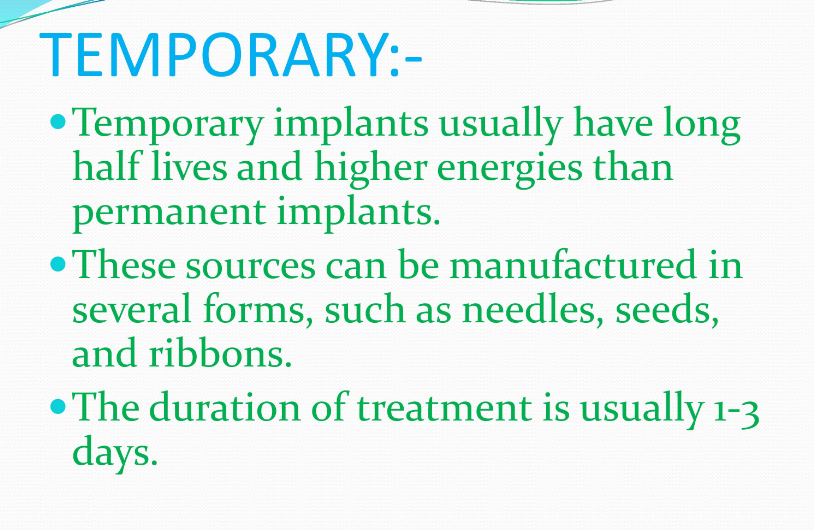 TEMPORARY:-
Temporary implants usually have long
half lives and higher energies than
permanent implants.
These sources can be manufactured in
several forms, such as needles, seeds,
and ribbons.
The duration of treatment is usually 1-3
days.